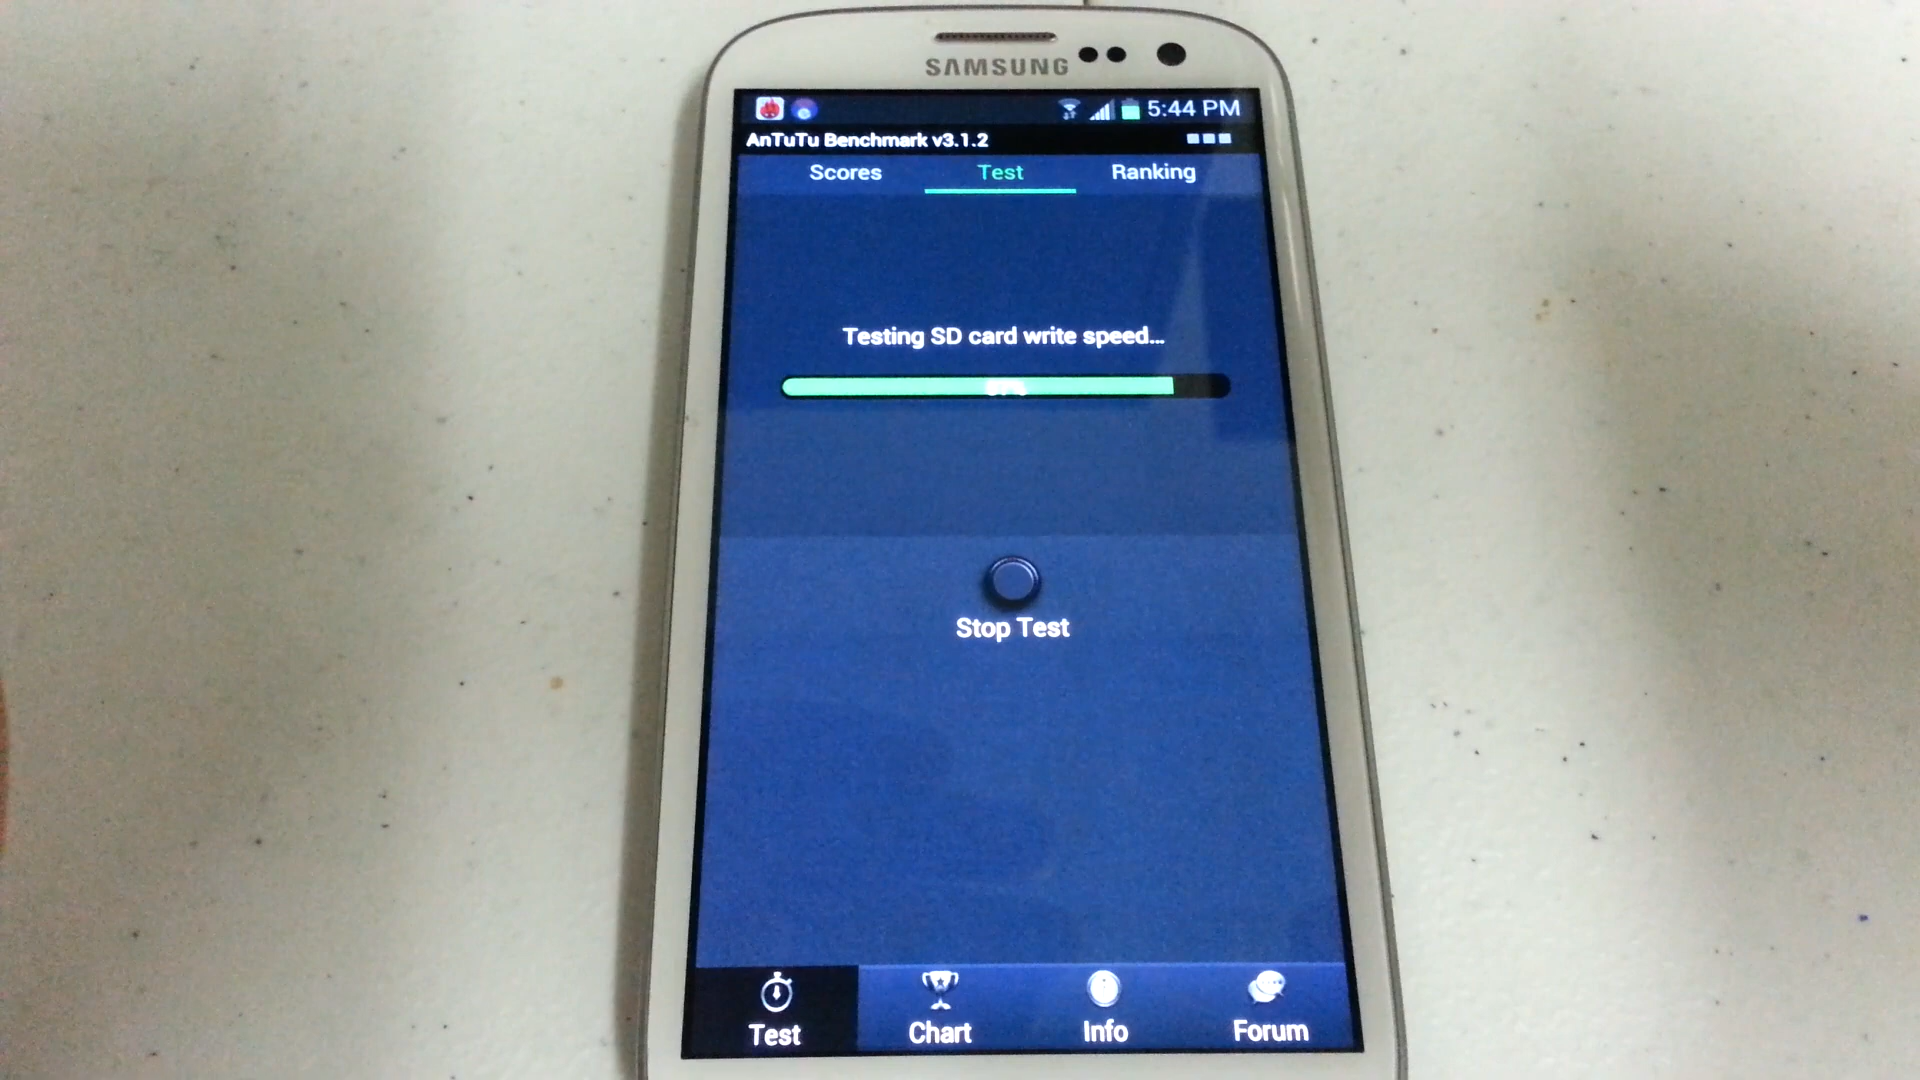 SAMSUNG
5:44 PM
AnTuTu Benchmark v3.1.2
Scores Test Ranking
Testing SD card write speed...
87%
Stop Test
Test Chart Info Forum